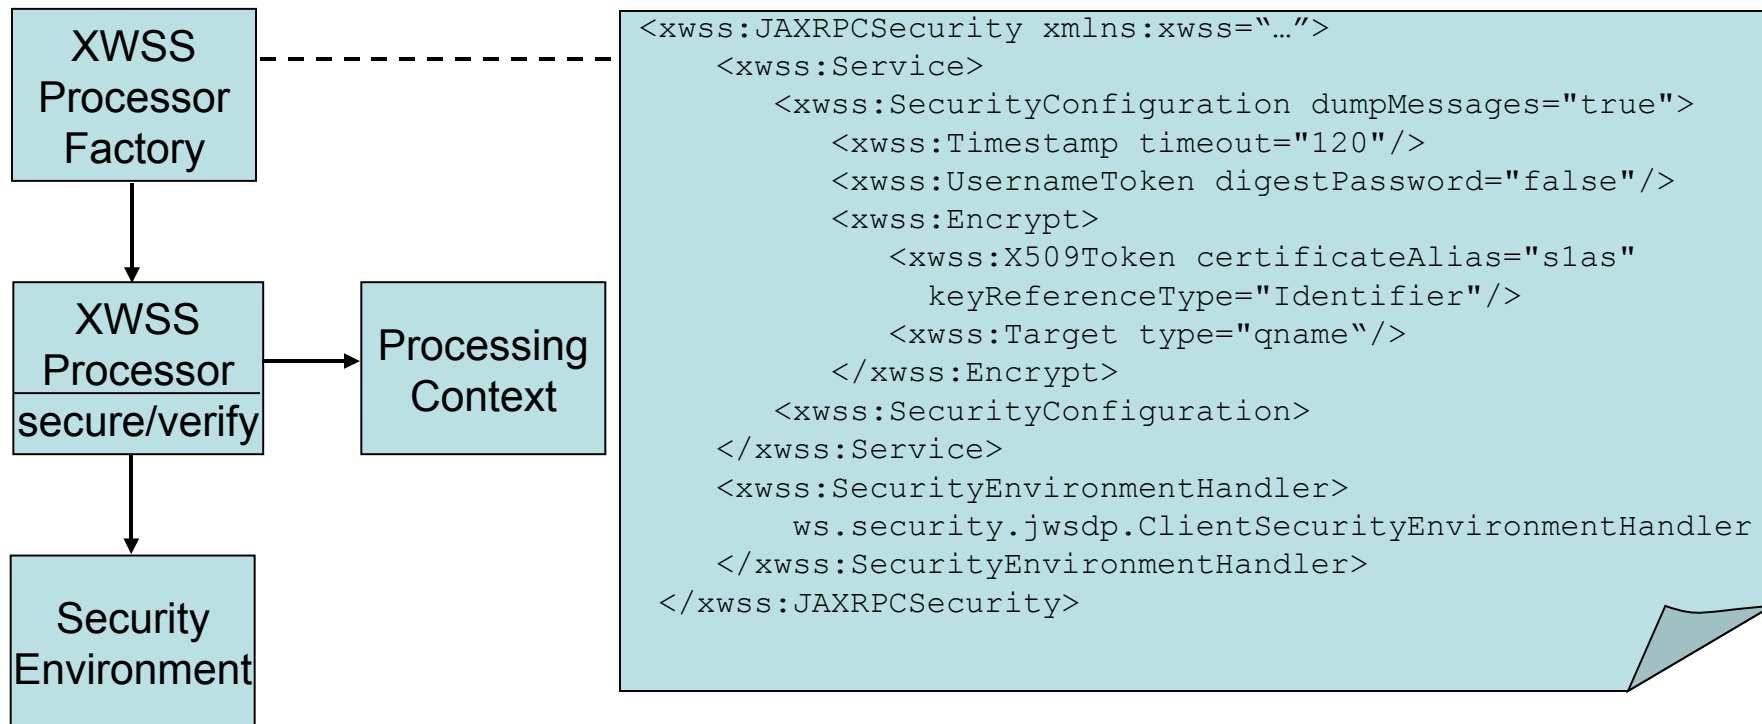 XWSS
Processor
Factory
XWSS
Processor
secure/verify
Processing
Context
Security
Environment
<xwss:JAXRPCSecurity xmlns:xwss=“…”>
<xwss:Service>
<xwss:SecurityConfiguration dumpMessages="true">
<xwss:Timestamp timeout="120"/>
<xwss:UsernameToken digestPassword="false"/>
<xwss:Encrypt>
<xwss:X509Token certificateAlias="s1as"
keyReferenceType="Identifier"/>
<xwss:Target type="qname“/>
</xwss:Encrypt>
<xwss:SecurityConfiguration>
</xwss:Service>
<xwss:SecurityEnvironmentHandler>
ws.security.jwsdp.ClientSecurityEnvironmentHandler
</xwss:SecurityEnvironmentHandler>
</xwss:JAXRPCSecurity>